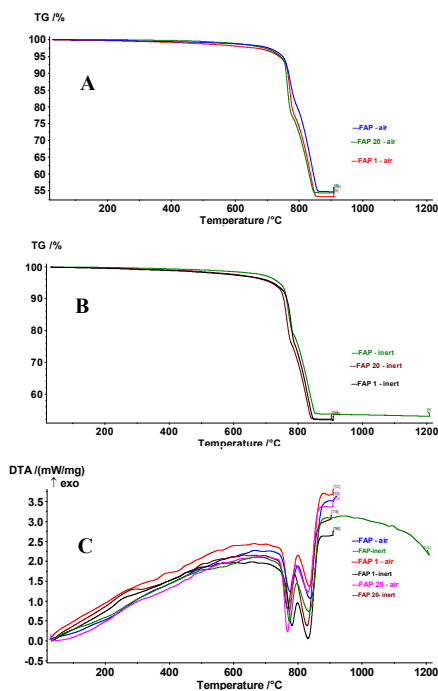 TG /%
100
95
90
85
80
75
70
65
60
55
A
---FAP - air
---FAP 20 - air
---FAP 1 - air
200 400 600 800 1000 1200
Temperature /°C
TG /%
100
90
80
70
60
B
---FAP - inert
---FAP 20 - inert
---FAP 1 - inert
200 400 600 800 1000 1200
Temperature /°C
DTA /(mW/mg)
↑ exo
3.5
3.0
2.5
2.0
1.5
1.0
0.5
0.0
-0.5
C
---FAP - air
---FAP-inert
---FAP 1 - air
---FAP 1-inert
---FAP 20 - air
---FAP 20-inert
200 400 600 800 1000 1200
Temperature /°C